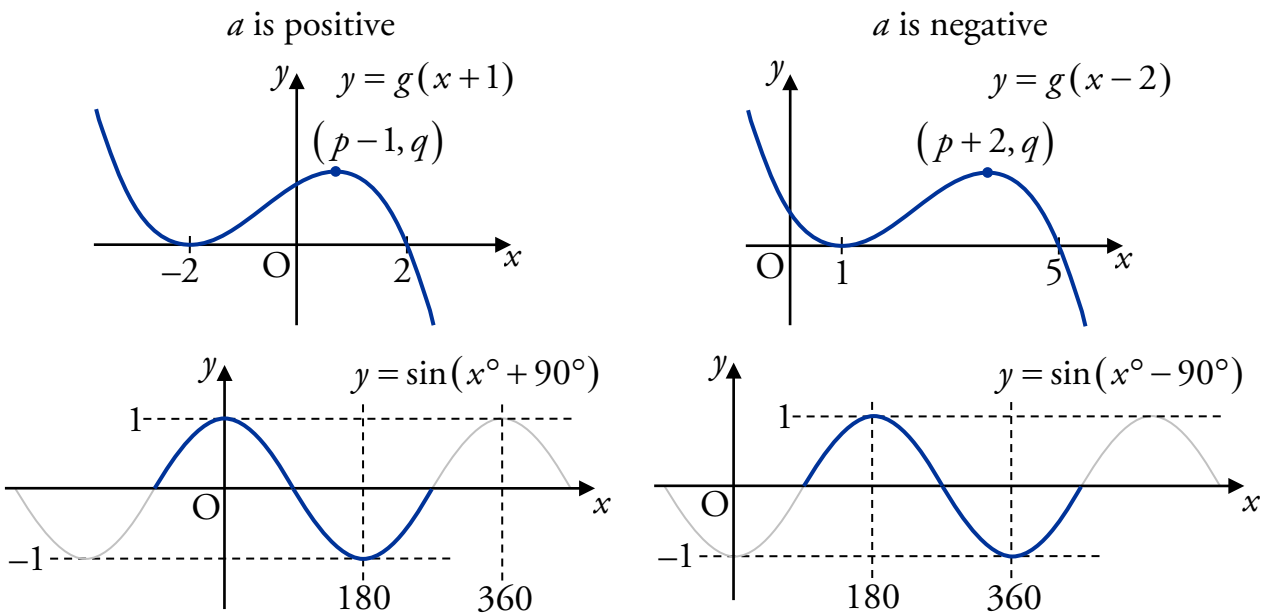 a is positive
y
y = g(x+1)
(p−1, q)
−2
O
2
x
a is negative
y
y = g(x−2)
(p+2, q)
O
1
5
x
y
y = sin(x°+90°)
1
O
x
−1
180
360
y
y = sin(x°−90°)
1
O
x
−1
180
360